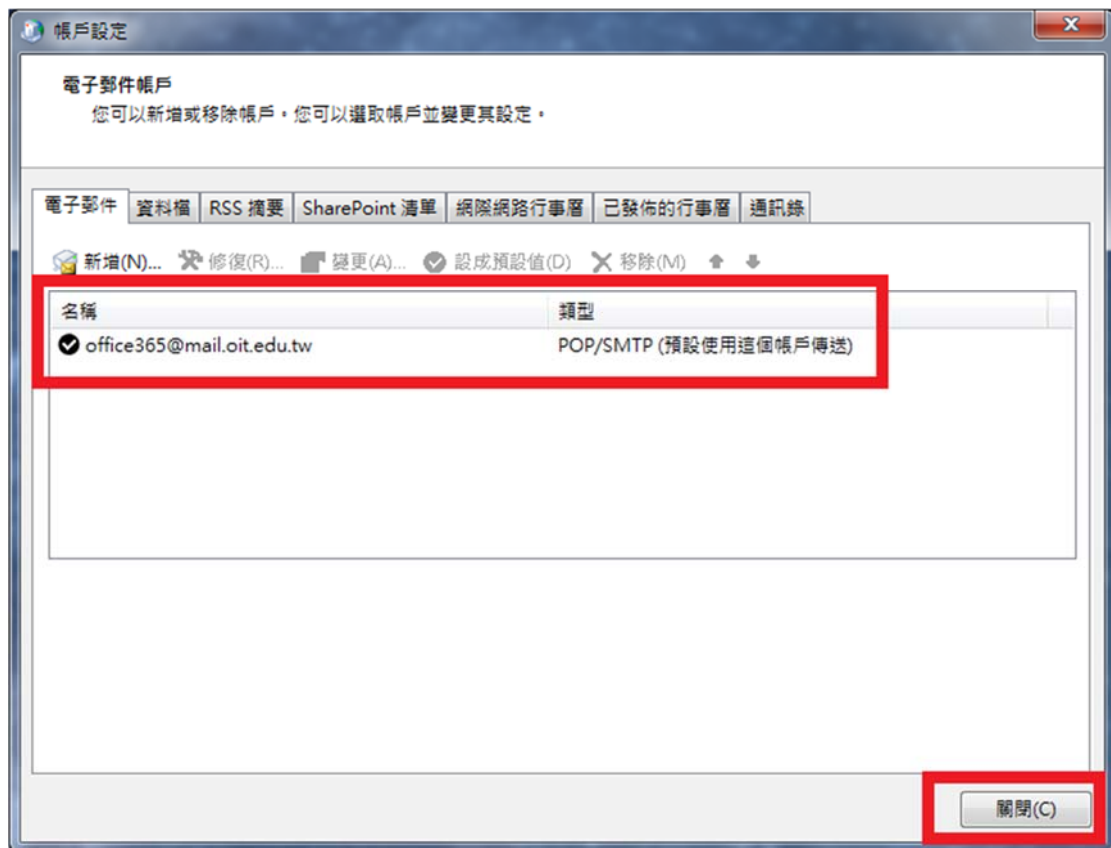 帳戶設定
電子郵件帳戶
您可以新增或移除帳戶。您可以選取帳戶並變更其設定。
電子郵件 資料檔 RSS 摘要 SharePoint 清單 網際網路行事曆 已發佈的行事曆 通訊錄
新增(N)... 修復(R)... 變更(A)... 設成預設值(D) 移除(M)
名稱 類型
office365@mail.oit.edu.tw POP/SMTP (預設使用這個帳戶傳送)
關閉(C)